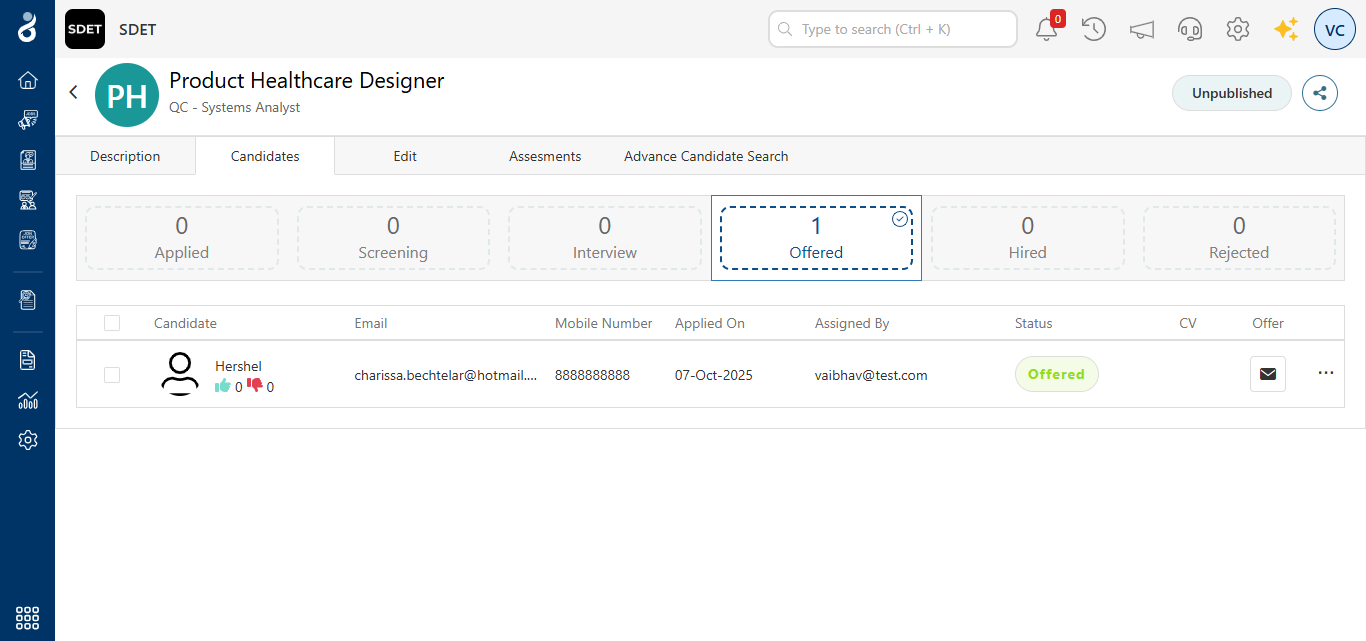 SDET SDET Type to search (Ctrl + K) 0 VC
PH Product Healthcare Designer
QC - Systems Analyst
Unpublished
Description Candidates Edit Assesments Advance Candidate Search
0 0 0 1 0 0
Applied Screening Interview Offered Hired Rejected
Candidate Email Mobile Number Applied On Assigned By Status CV Offer
Hershel
0 0
charissa.bechtelar@hotmail.... 8888888888 07-Oct-2025 vaibhav@test.com Offered